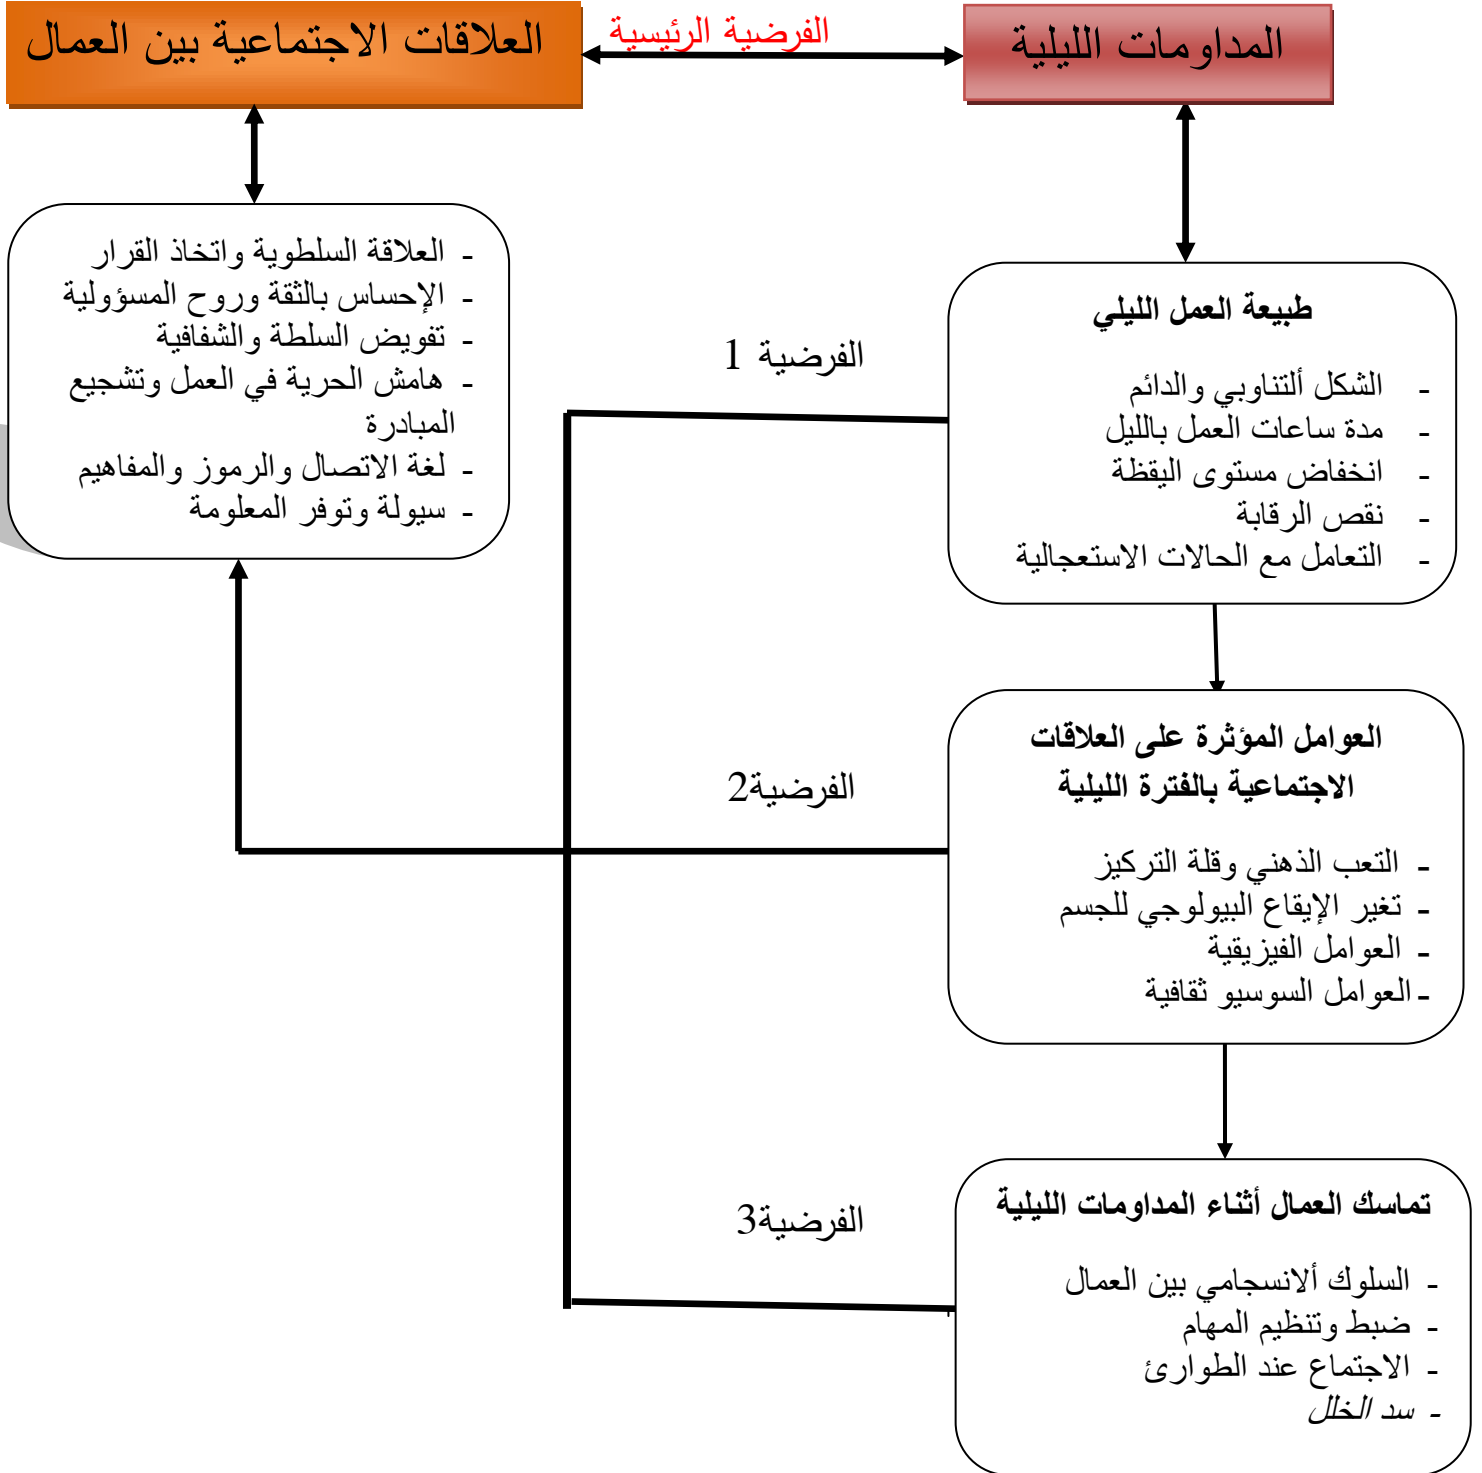 المداومات الليلية
الفرضية الرئيسية
العلاقات الاجتماعية بين العمال
طبيعة العمل الليلي
- الشكل ألتناوبي والدائم
- مدة ساعات العمل بالليل
- انخفاض مستوى اليقظة
- نقص الرقابة
- التعامل مع الحالات الاستعجالية
الفرضية 1
- العلاقة السلطوية واتخاذ القرار
- الإحساس بالثقة وروح المسؤولية
- تفويض السلطة والشفافية
- هامش الحرية في العمل وتشجيع
المبادرة
- لغة الاتصال والرموز والمفاهيم
- سيولة وتوفر المعلومة
العوامل المؤثرة على العلاقات
الاجتماعية بالفترة الليلية
- التعب الذهني وقلة التركيز
- تغير الإيقاع البيولوجي للجسم
- العوامل الفيزيقية
- العوامل السوسيو ثقافية
الفرضية2
تماسك العمال أثناء المداومات الليلية
- السلوك ألانسجامي بين العمال
- ضبط وتنظيم المهام
- الاجتماع عند الطوارئ
- سد الخلل
الفرضية3